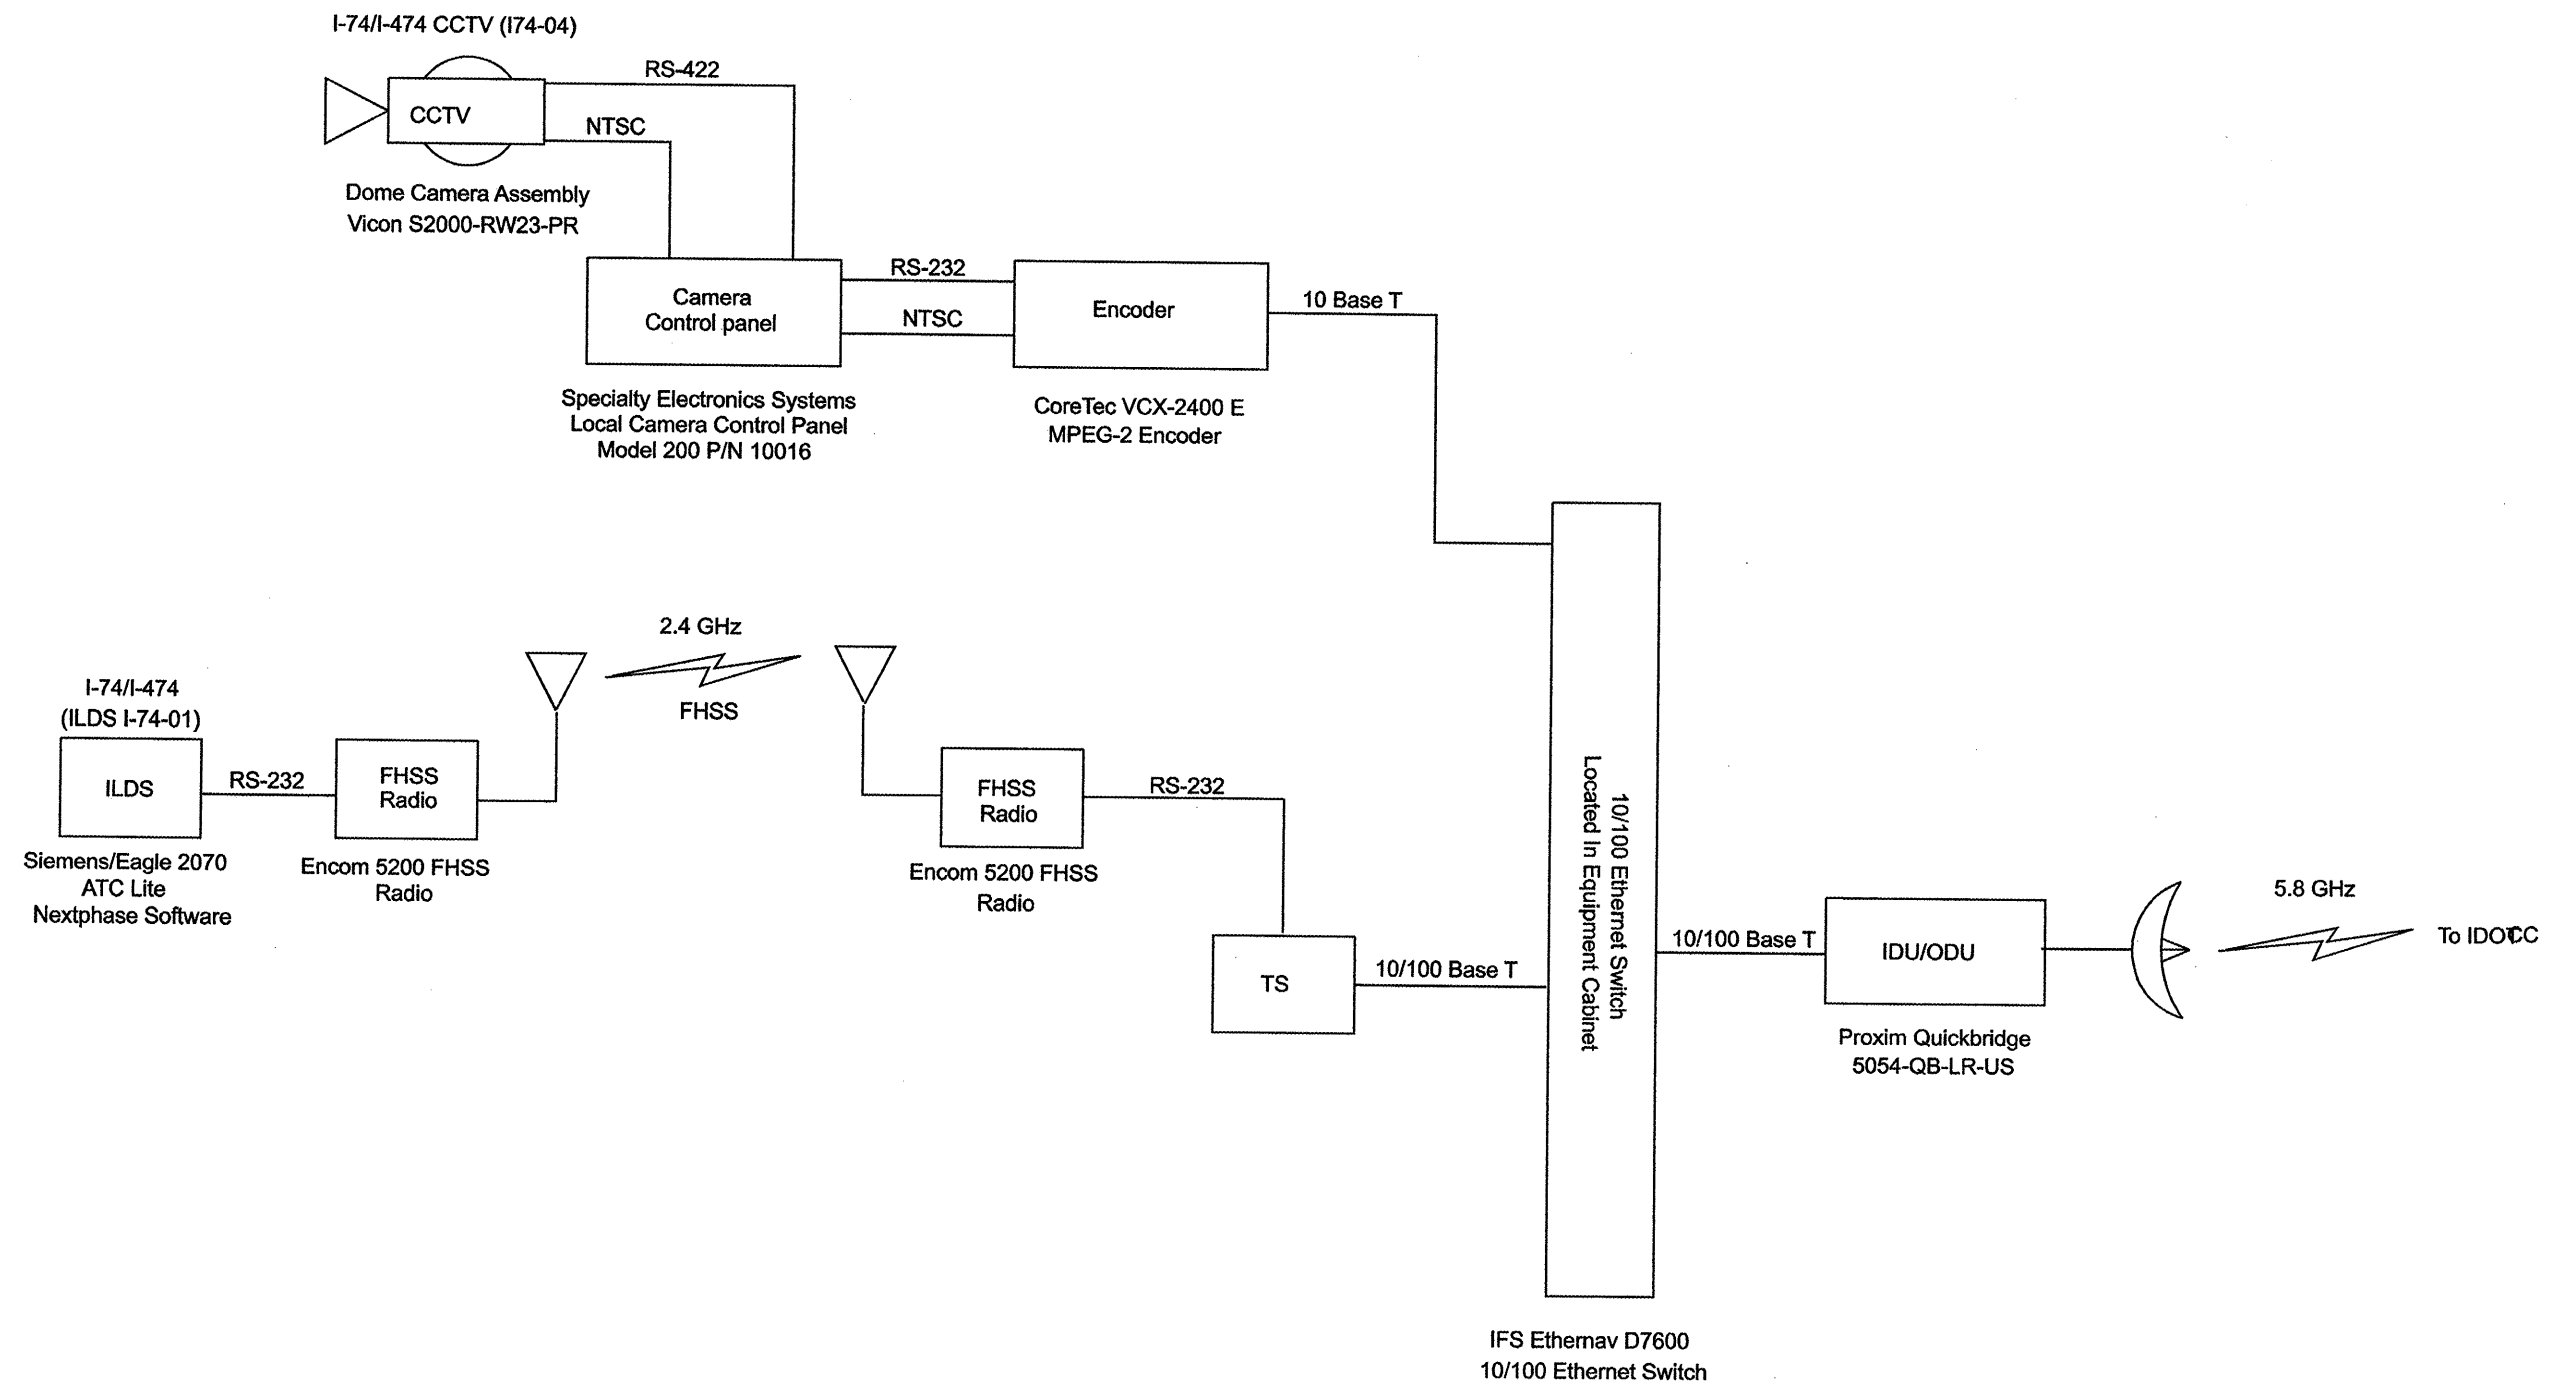 I-74/I-474 CCTV (I74-04)
RS-422
CCTV
NTSC
Dome Camera Assembly
Vicon S2000-RW23-PR
Camera
Control panel
RS-232
NTSC
Encoder
10 Base T
Specialty Electronics Systems
Local Camera Control Panel
Model 200 P/N 10016
CoreTec VCX-2400 E
MPEG-2 Encoder
2.4 GHz
FHSS
I-74/I-474
(ILDS I-74-01)
ILDS
RS-232
FHSS
Radio
Siemens/Eagle 2070
ATC Lite
Nextphase Software
Encom 5200 FHSS
Radio
FHSS
Radio
RS-232
Encom 5200 FHSS
Radio
TS
10/100 Base T
10/100 Ethernet Switch
Located In Equipment Cabinet
10/100 Base T
IDU/ODU
Proxim Quickbridge
5054-QB-LR-US
5.8 GHz
To
IFS Ethernav D7600
10/100 Ethernet Switch